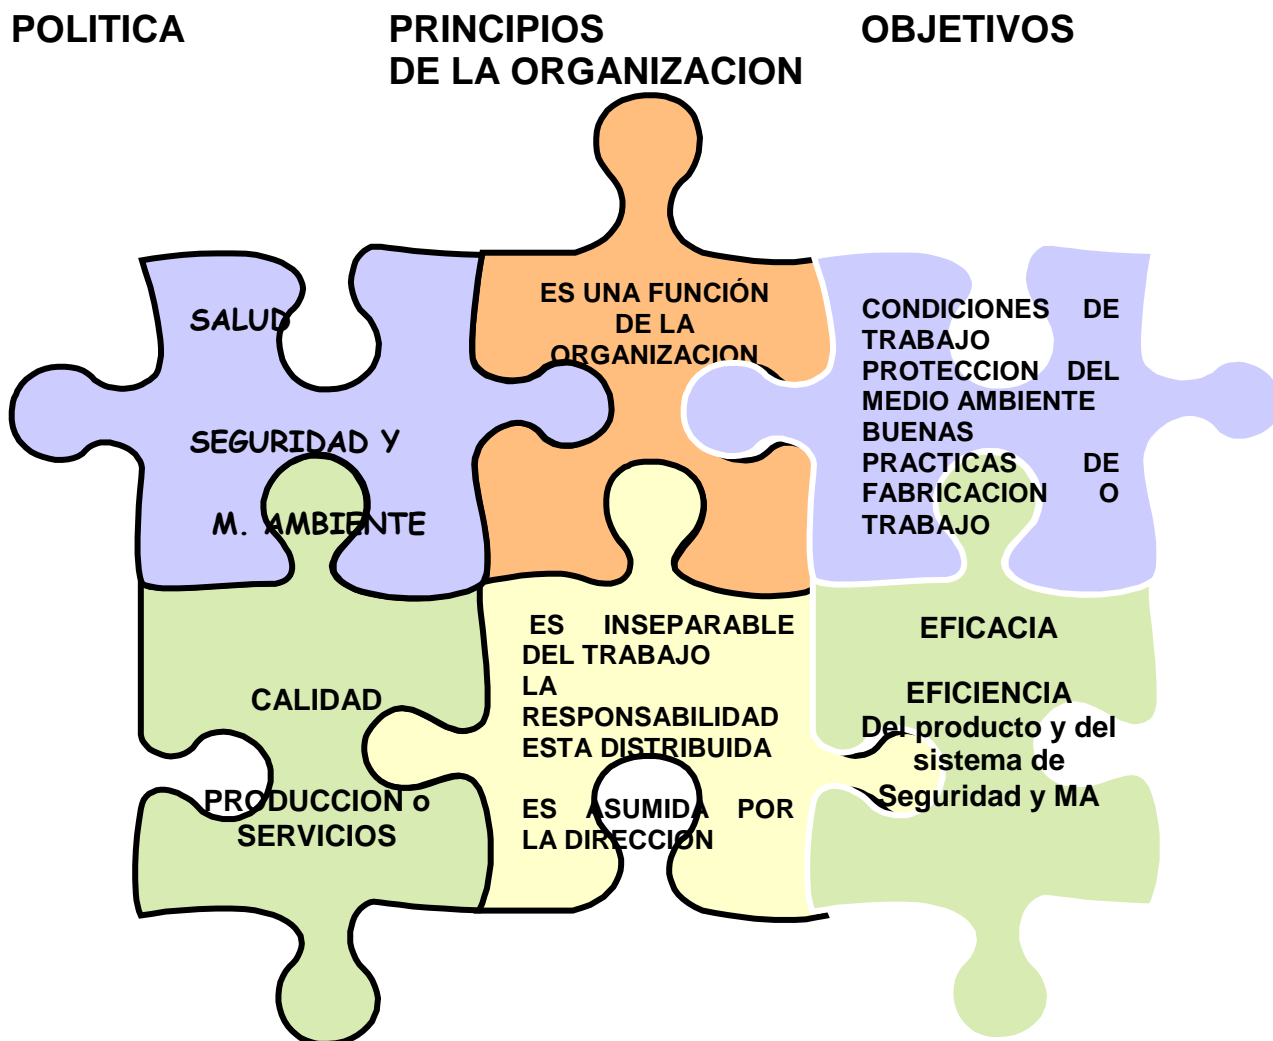 POLITICA
PRINCIPIOS
DE LA ORGANIZACION
OBJETIVOS
SALUD
SEGURIDAD Y
M. AMBIENTE
ES UNA FUNCIÓN
DE LA
ORGANIZACION
CONDICIONES DE
TRABAJO
PROTECCION DEL
MEDIO AMBIENTE
BUENAS
PRACTICAS DE
FABRICACION O
TRABAJO
CALIDAD
PRODUCCION o
SERVICIOS
ES INSEPARABLE
DEL TRABAJO
LA
RESPONSABILIDAD
ESTA DISTRIBUIDA
ES ASUMIDA POR
LA DIRECCIÓN
EFICACIA
EFICIENCIA
Del producto y del
sistema de
Seguridad y MA